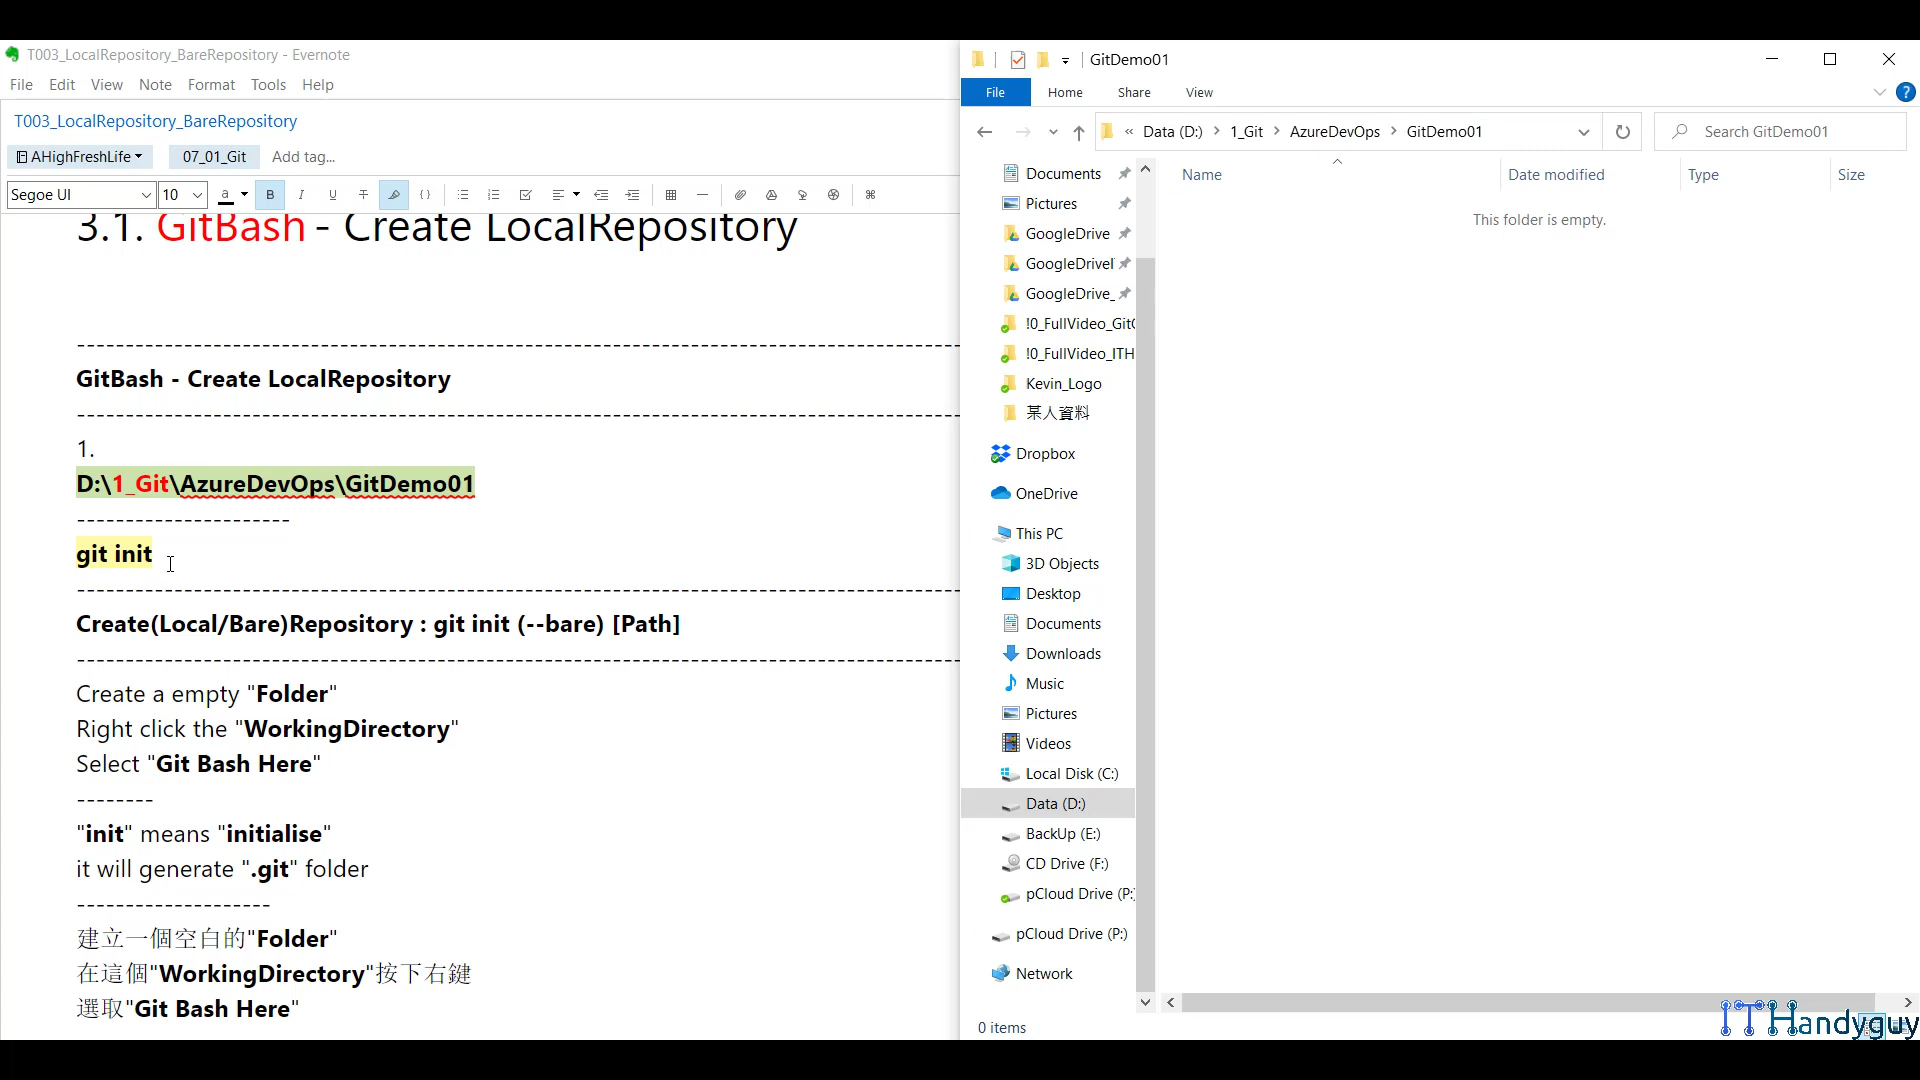 T003_LocalRepository_BareRepository - Evernote
File Edit View Note Format Tools Help
T003_LocalRepository_BareRepository
AHighFreshLife 07_01_Git Add tag...
Segoe UI 10 a B I U T
3.1. GitBash - Create LocalRepository
GitBash - Create LocalRepository
1.
D:\1_Git\AzureDevOps\GitDemo01
----------------------
git init
Create(Local/Bare)Repository : git init (--bare) [Path]
Create a empty "Folder"
Right click the "WorkingDirectory"
Select "Git Bash Here"
--------
"init" means "initialise"
it will generate ".git" folder
--------------------
建立一個空白的"Folder"
在這個"WorkingDirectory"按下右鍵
選取"Git Bash Here"
GitDemo01
File Home Share View
« Data (D:) > 1_Git > AzureDevOps > GitDemo01
Search GitDemo01
Name Date modified Type Size
This folder is empty.
Documents
Pictures
GoogleDrive
GoogleDriveI
GoogleDrive_
!0_FullVideo_GitC
!0_FullVideo_ITH
Kevin_Logo
某人資料
Dropbox
OneDrive
This PC
3D Objects
Desktop
Documents
Downloads
Music
Pictures
Videos
Local Disk (C:)
Data (D:)
BackUp (E:)
CD Drive (F:)
pCloud Drive (P:)
pCloud Drive (P:)
Network
0 items
ITHandyguy